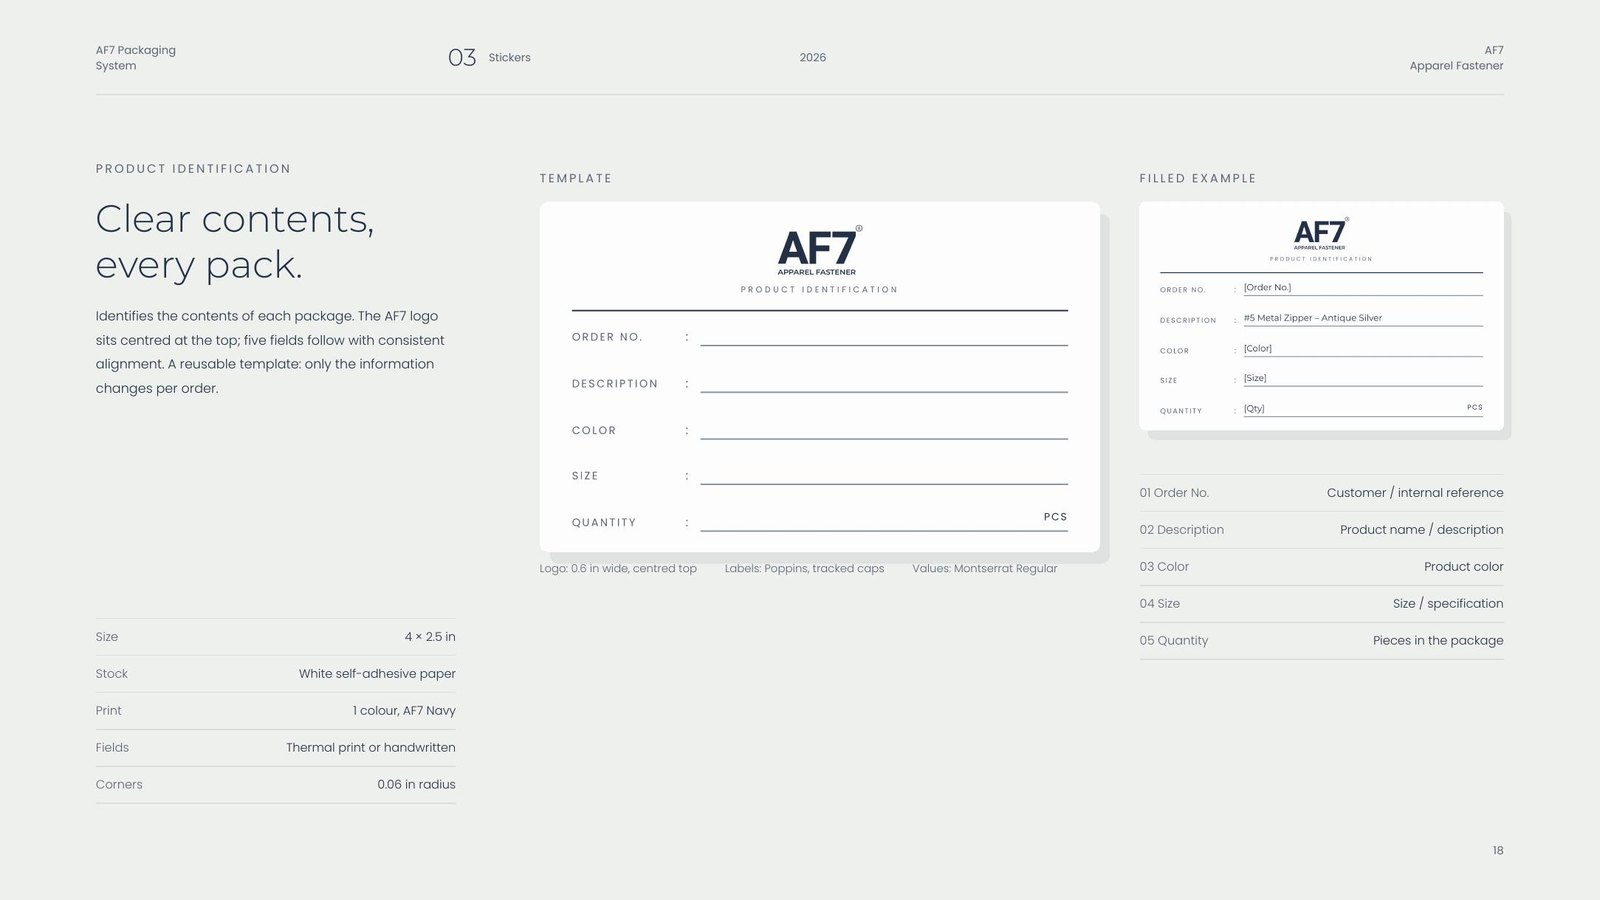 AF7 Packaging
System
03 Stickers
2026
AF7
Apparel Fastener
PRODUCT IDENTIFICATION
Clear contents,
every pack.
Identifies the contents of each package. The AF7 logo
sits centred at the top; five fields follow with consistent
alignment. A reusable template: only the information
changes per order.
Size 4 × 2.5 in
Stock White self-adhesive paper
Print 1 colour, AF7 Navy
Fields Thermal print or handwritten
Corners 0.06 in radius
TEMPLATE
AF7®
APPAREL FASTENER
PRODUCT IDENTIFICATION
ORDER NO. :
DESCRIPTION :
COLOR :
SIZE :
QUANTITY : PCS
Logo: 0.6 in wide, centred top Labels: Poppins, tracked caps Values: Montserrat Regular
FILLED EXAMPLE
AF7®
APPAREL FASTENER
PRODUCT IDENTIFICATION
ORDER NO. : [Order No.]
DESCRIPTION : #5 Metal Zipper – Antique Silver
COLOR : [Color]
SIZE : [Size]
QUANTITY : [Qty] PCS
01 Order No. Customer / internal reference
02 Description Product name / description
03 Color Product color
04 Size Size / specification
05 Quantity Pieces in the package
18